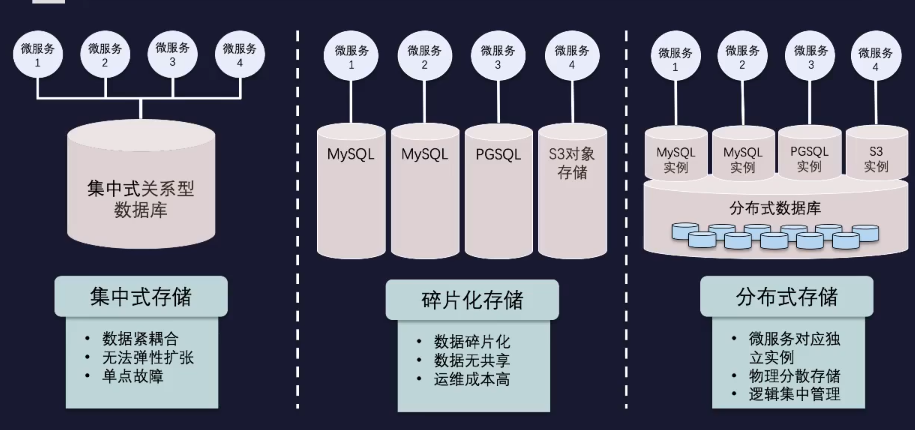 微服务
1
微服务
2
微服务
3
微服务
4
集中式关系型
数据库
集中式存储
• 数据紧耦合
• 无法弹性扩张
• 单点故障
微服务
1
微服务
2
微服务
3
微服务
4
MySQL
MySQL
PGSQL
S3对象
存储
碎片化存储
• 数据碎片化
• 数据无共享
• 运维成本高
微服务
1
微服务
2
微服务
3
微服务
4
MySQL
实例
MySQL
实例
PGSQL
实例
S3
实例
分布式数据库
分布式存储
• 微服务对应独
立实例
• 物理分散存储
• 逻辑集中管理